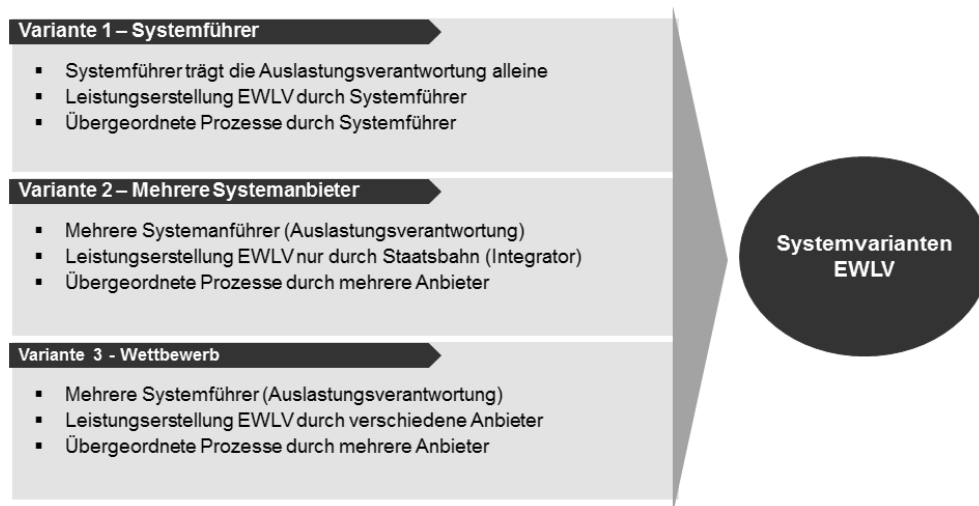 Variante 1 – Systemführer
▪ Systemführer trägt die Auslastungsverantwortung alleine
▪ Leistungserstellung EWLV durch Systemführer
▪ Übergeordnete Prozesse durch Systemführer
Variante 2 – Mehrere Systemanbieter
▪ Mehrere Systemanführer (Auslastungsverantwortung)
▪ Leistungserstellung EWLV nur durch Staatsbahn (Integrator)
▪ Übergeordnete Prozesse durch mehrere Anbieter
Variante 3 - Wettbewerb
▪ Mehrere Systemführer (Auslastungsverantwortung)
▪ Leistungserstellung EWLV durch verschiedene Anbieter
▪ Übergeordnete Prozesse durch mehrere Anbieter
Systemvarianten
EWLV